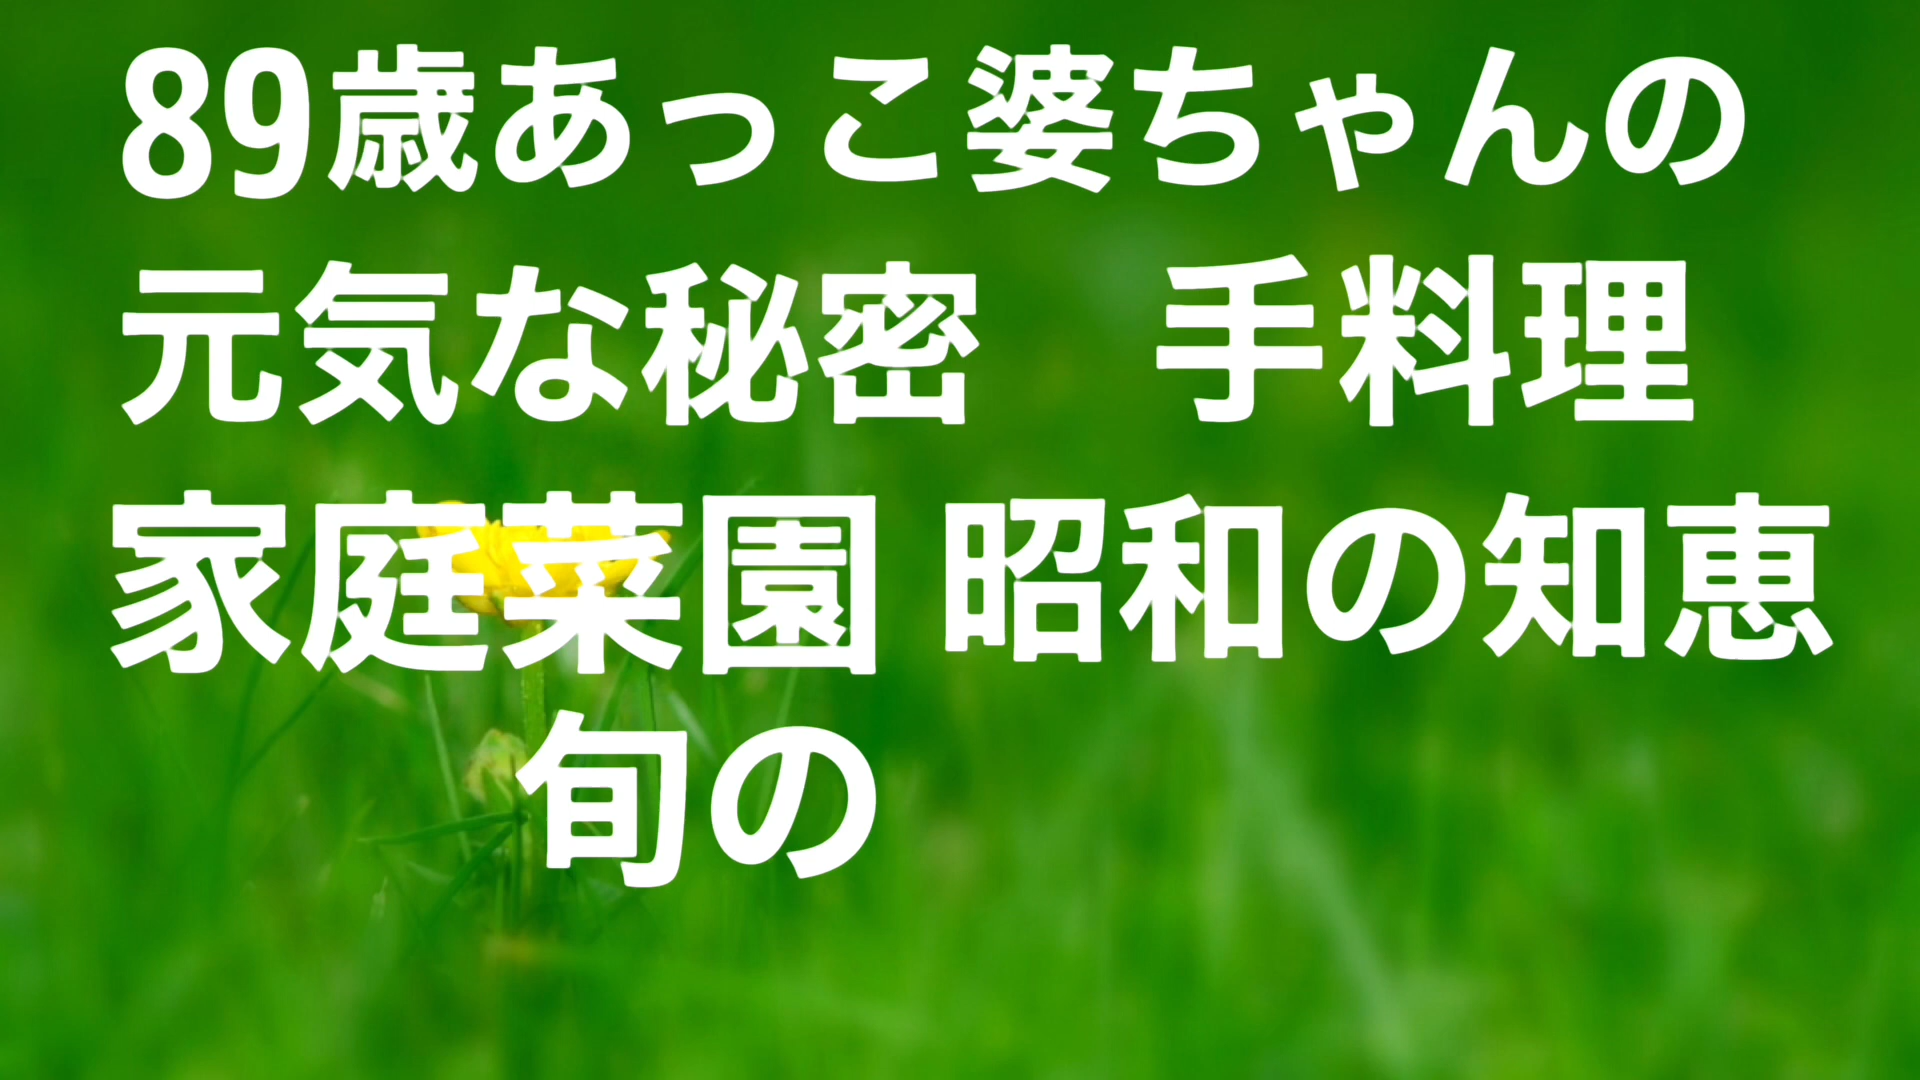 89歳あっこ婆ちゃんの
元気な秘密　手料理
家庭菜園 昭和の知恵
旬の